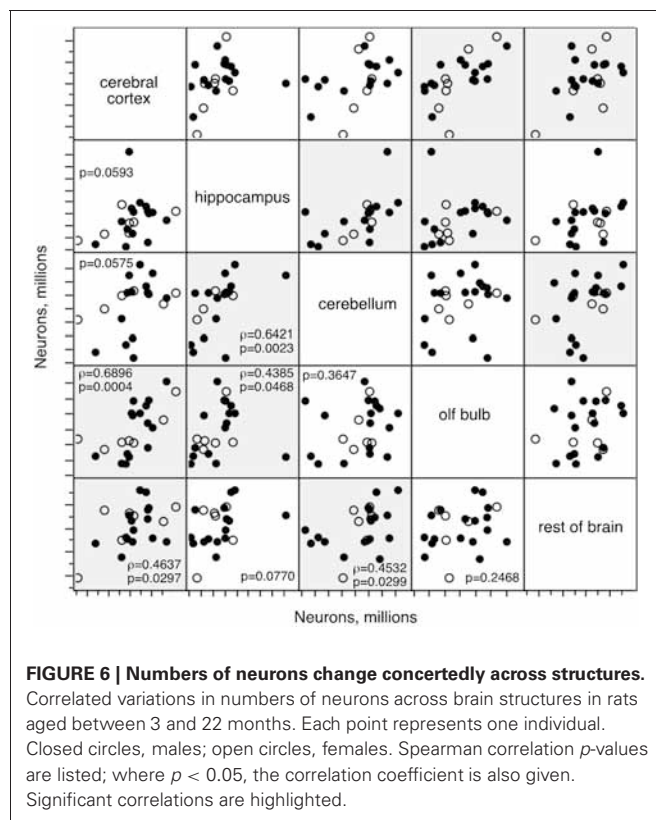 cerebral
cortex
p=0.0593
hippocampus
p=0.0575
ρ=0.6421
p=0.0023
cerebellum
ρ=0.6896
p=0.0004
ρ=0.4385
p=0.0468
p=0.3647
olf bulb
ρ=0.4637
p=0.0297
p=0.0770
ρ=0.4532
p=0.0299
p=0.2468
rest of brain
Neurons, millions
Neurons, millions
FIGURE 6 | Numbers of neurons change concertedly across structures.
Correlated variations in numbers of neurons across brain structures in rats
aged between 3 and 22 months. Each point represents one individual.
Closed circles, males; open circles, females. Spearman correlation p-values
are listed; where p < 0.05, the correlation coefficient is also given.
Significant correlations are highlighted.